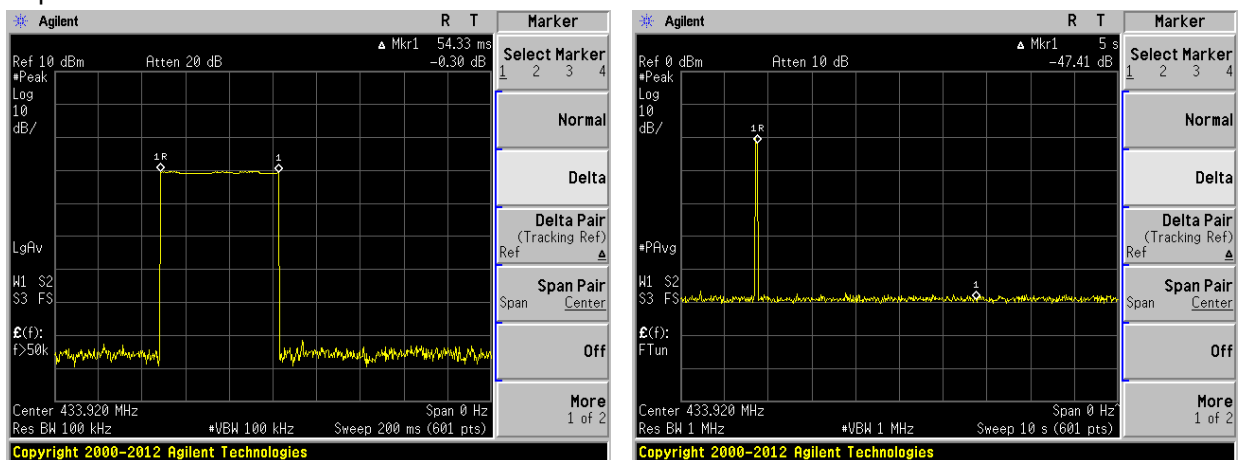 Agilent R T Marker
Δ Mkr1 54.33 ms
Ref 10 dBm Atten 20 dB -0.30 dB
#Peak
Log
10
dB/
1R
1
LgAv
W1 S2
S3 FS
£(f):
f>50k
Center 433.920 MHz Span 0 Hz
Res BW 100 kHz #VBW 100 kHz Sweep 200 ms (601 pts)
Select Marker
1 2 3 4
Normal
Delta
Delta Pair
(Tracking Ref)
Ref Δ
Span Pair
Span Center
Off
More
1 of 2
Copyright 2000-2012 Agilent Technologies
Agilent R T Marker
Δ Mkr1 5 s
Ref 0 dBm Atten 10 dB -47.41 dB
#Peak
Log
10
dB/
1R
1
#PAvg
W1 S2
S3 FS
£(f):
FTun
Center 433.920 MHz Span 0 Hz^
Res BW 1 MHz #VBW 1 MHz Sweep 10 s (601 pts)
Select Marker
1 2 3 4
Normal
Delta
Delta Pair
(Tracking Ref)
Ref Δ
Span Pair
Span Center
Off
More
1 of 2
Copyright 2000-2012 Agilent Technologies